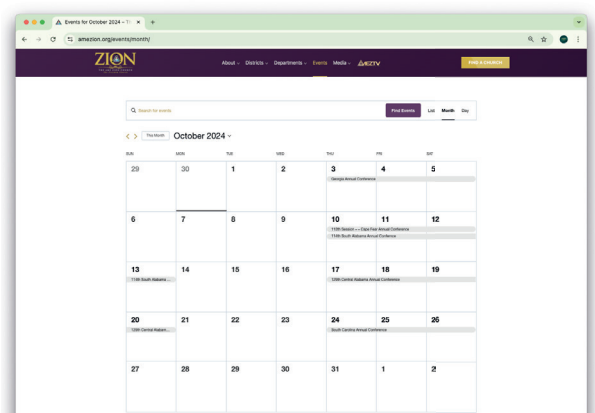 Events for October 2024 – Th
amezion.org/events/month/
ZION
About
Districts
Departments
Events
Media
AMEZTV
FIND A CHURCH
Search for events
Find Events
List
Month
Day
This Month
October 2024
SUN MON TUE WED THU FRI SAT
29 30 1 2 3 4 5
Georgia Annual Conference
6 7 8 9 10 11 12
Cape Fear Annual Conference
South Alabama Annual Conference
13 14 15 16 17 18 19
South Alabama ...
129th Central Alabama Annual Conference
20 21 22 23 24 25 26
129th Central Alabam...
South Carolina Annual Conference
27 28 29 30 31 1 2